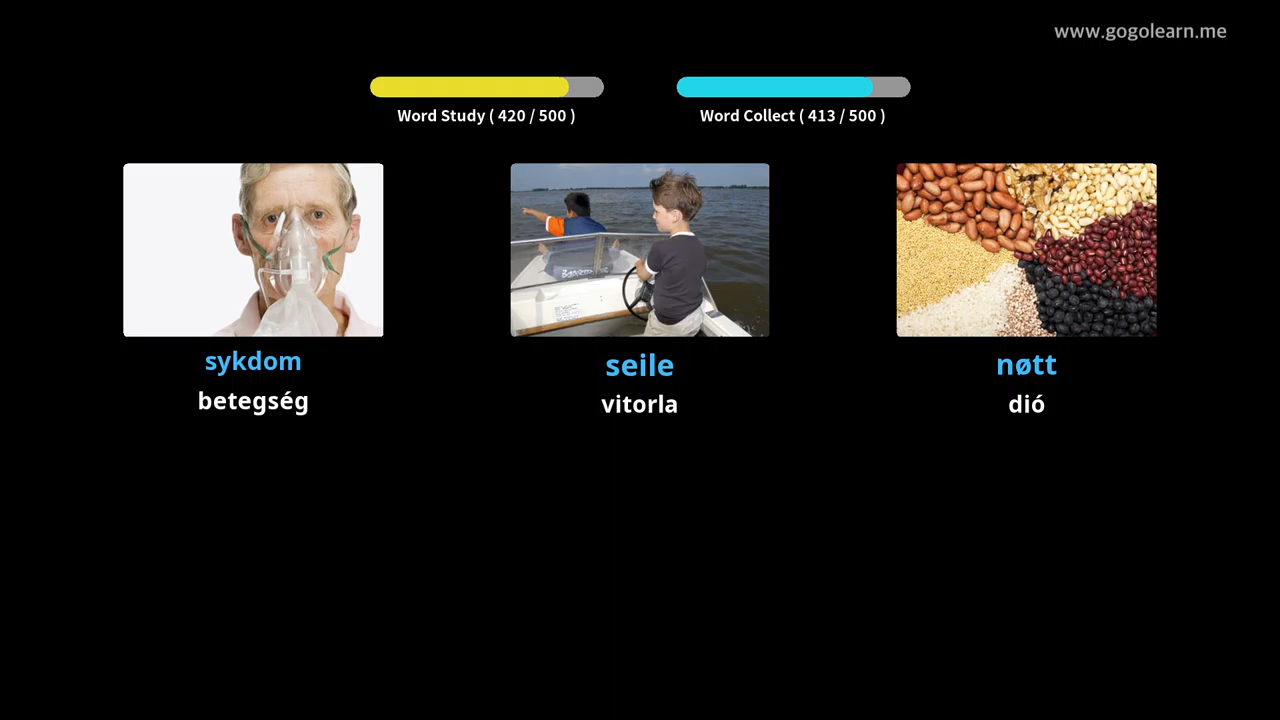 www.gogolearn.me
Word Study ( 420 / 500 )
Word Collect ( 413 / 500 )
sykdom
seile
nøtt
betegség
vitorla
dió